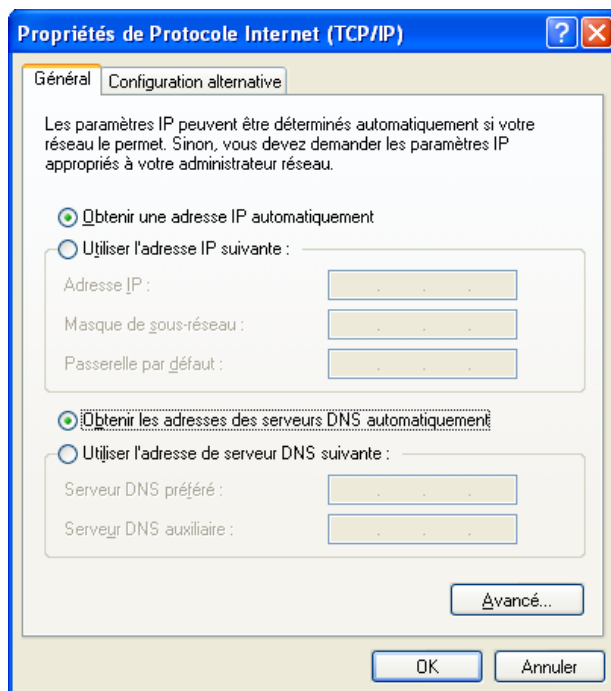 Propriétés de Protocole Internet (TCP/IP)
Général
Configuration alternative
Les paramètres IP peuvent être déterminés automatiquement si votre
réseau le permet. Sinon, vous devez demander les paramètres IP
appropriés à votre administrateur réseau.
Obtenir une adresse IP automatiquement
Utiliser l'adresse IP suivante :
Adresse IP :
Masque de sous-réseau :
Passerelle par défaut :
Obtenir les adresses des serveurs DNS automatiquement
Utiliser l'adresse de serveur DNS suivante :
Serveur DNS préféré :
Serveur DNS auxiliaire :
Avancé...
OK
Annuler